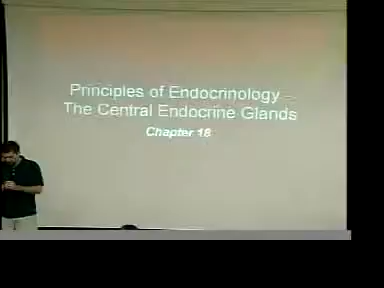 Principles of Endocrinology –
The Central Endocrine Glands
Chapter 18